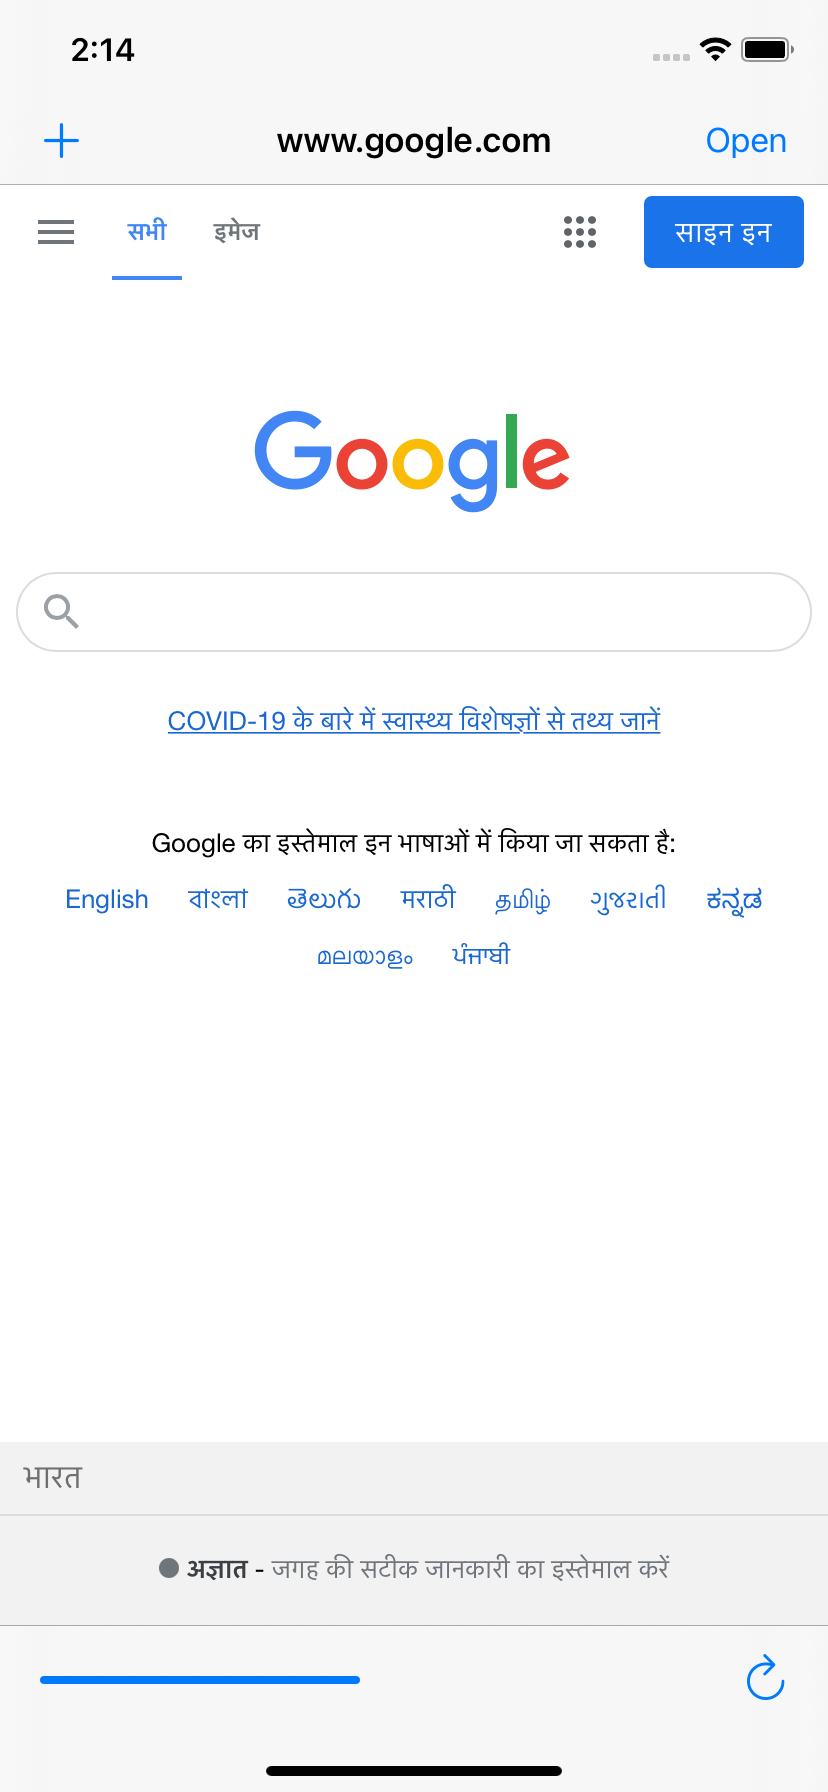 2:14
www.google.com Open
सभी इमेज साइन इन
Google
COVID-19 के बारे में स्वास्थ्य विशेषज्ञों से तथ्य जानें
Google का इस्तेमाल इन भाषाओं में किया जा सकता है:
English বাংলা తెలుగు मराठी தமிழ் ગુજરાતી ಕನ್ನಡ
മലയാളം ਪੰਜਾਬੀ
भारत
अज्ञात - जगह की सटीक जानकारी का इस्तेमाल करें